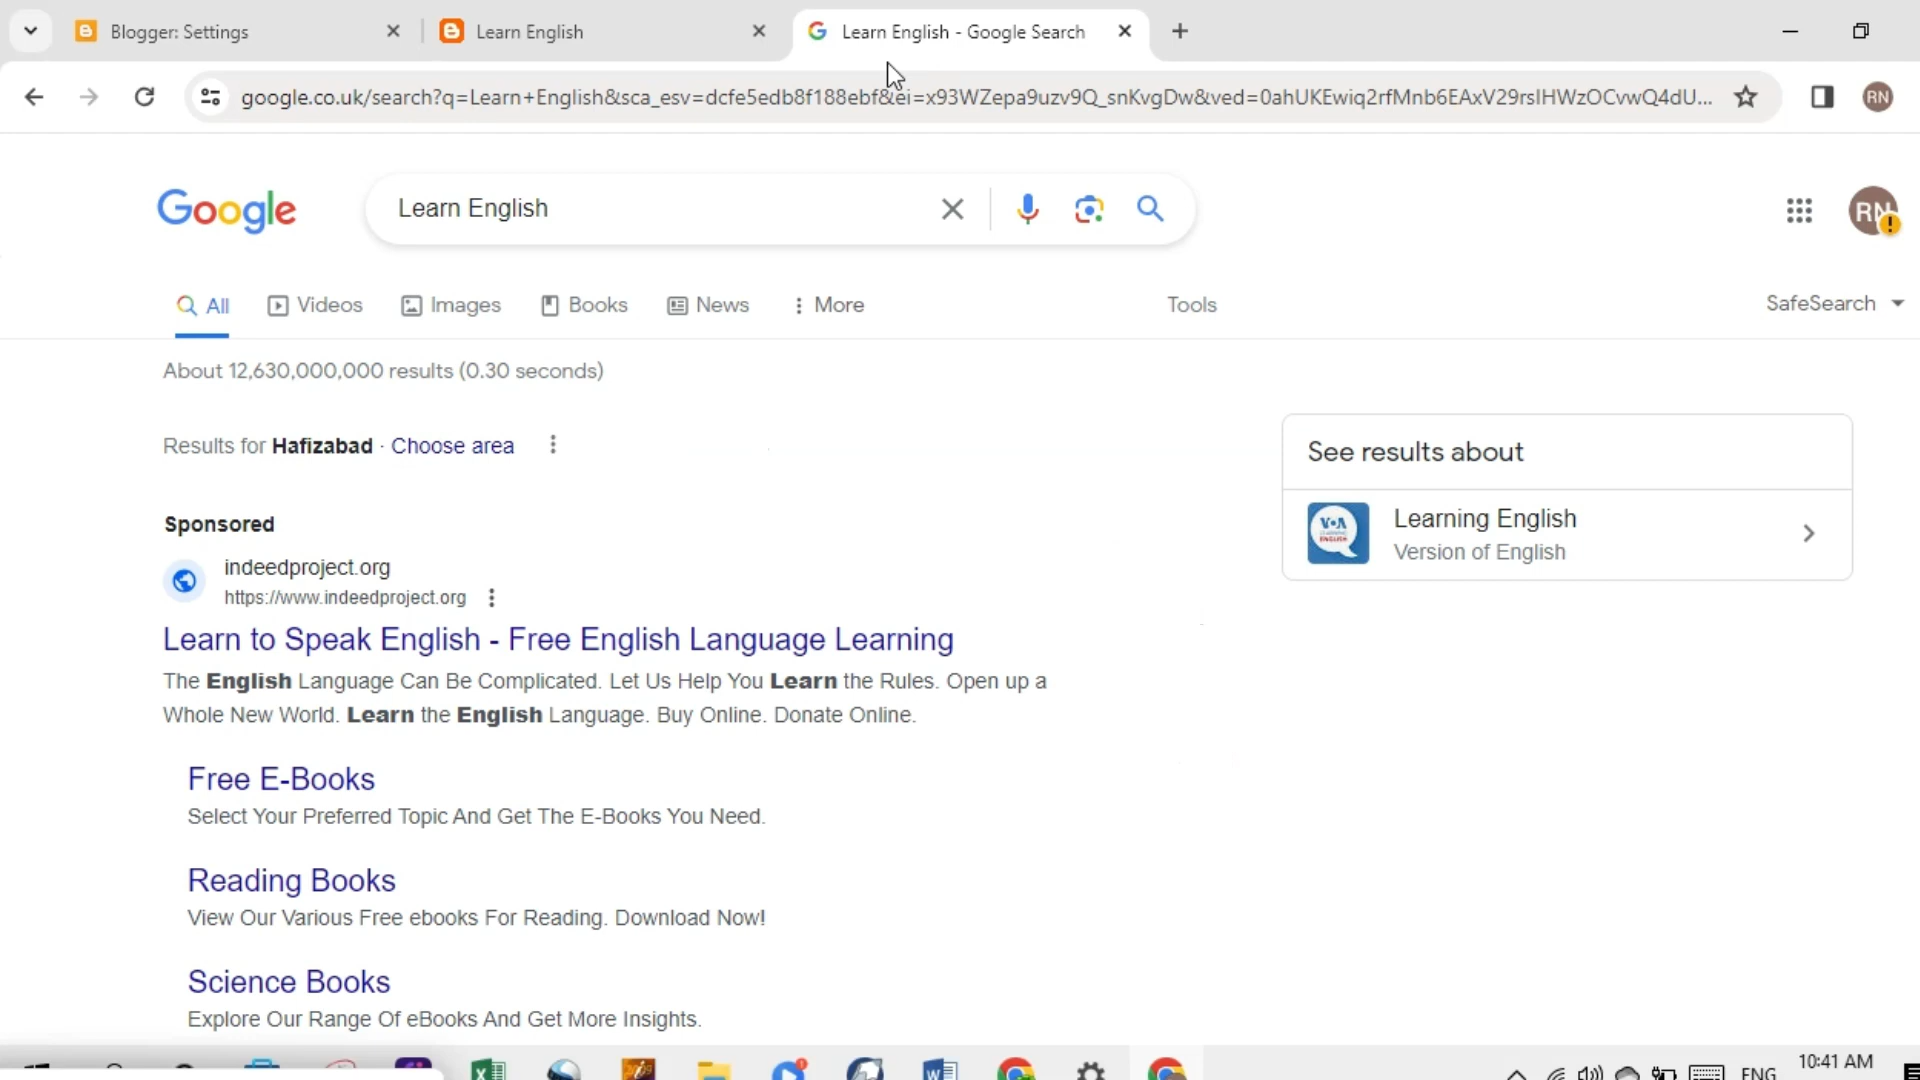 Blogger: Settings
Learn English
Learn English - Google Search
google.co.uk/search?q=Learn+English&sca_esv=dcfe5edb8f188ebf&ei=x93WZepa9uzv9Q_snKvgDw&ved=0ahUKEwiq2rfMnb6EAxV29rsIHWzOCvwQ4dU...
RN
Google
Learn English
RN
All
Videos
Images
Books
News
More
Tools
SafeSearch
About 12,630,000,000 results (0.30 seconds)
Results for Hafizabad · Choose area
See results about
VOA
LEARNING
ENGLISH
Learning English
Version of English
Sponsored
indeedproject.org
https://www.indeedproject.org
Learn to Speak English - Free English Language Learning
The English Language Can Be Complicated. Let Us Help You Learn the Rules. Open up a
Whole New World. Learn the English Language. Buy Online. Donate Online.
Free E-Books
Select Your Preferred Topic And Get The E-Books You Need.
Reading Books
View Our Various Free ebooks For Reading. Download Now!
Science Books
Explore Our Range Of eBooks And Get More Insights.
ENG
10:41 AM